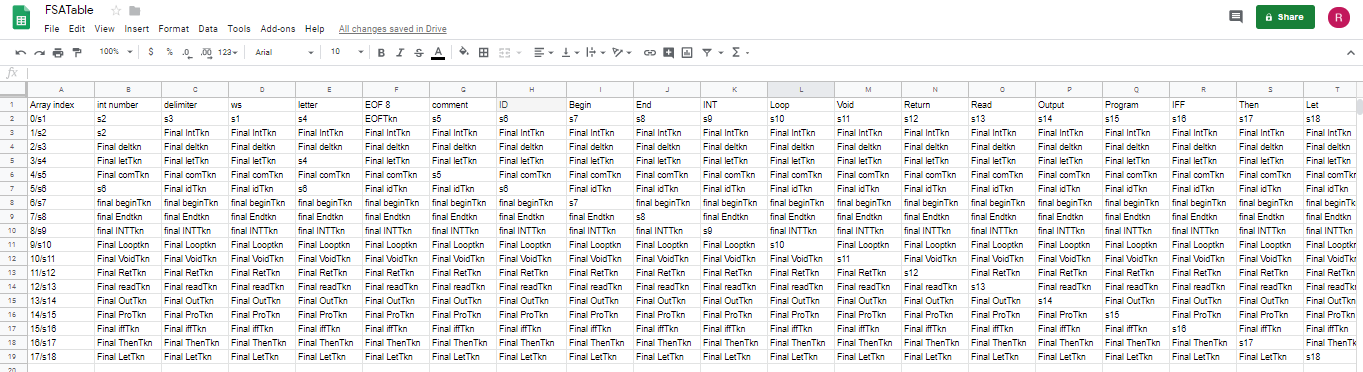 FSATable
File Edit View Insert Format Data Tools Add-ons Help All changes saved in Drive
Share
R
100% $ % .0 .00 123 Arial 10 B I S A
fx
A B C D E F G H I J K L M N O P Q R S T
1 Array index int number delimiter ws letter EOF 8 comment ID Begin End INT Loop Void Return Read Output Program IFF Then Let
2 0/s1 s2 s3 s1 s4 EOFTkn s5 s6 s7 s8 s9 s10 s11 s12 s13 s14 s15 s16 s17 s18
3 1/s2 s2 Final IntTkn Final IntTkn Final IntTkn Final IntTkn Final IntTkn Final IntTkn Final IntTkn Final IntTkn Final IntTkn Final IntTkn Final IntTkn Final IntTkn Final IntTkn Final IntTkn Final IntTkn Final IntTkn Final IntTkn Final IntTkn
4 2/s3 Final deltkn Final deltkn Final deltkn Final deltkn Final deltkn Final deltkn Final deltkn Final deltkn Final deltkn Final deltkn Final deltkn Final deltkn Final deltkn Final deltkn Final deltkn Final deltkn Final deltkn Final deltkn Final deltkn
5 3/s4 Final letTkn Final letTkn Final letTkn s4 Final letTkn Final letTkn Final letTkn Final letTkn Final letTkn Final letTkn Final letTkn Final letTkn Final letTkn Final letTkn Final letTkn Final letTkn Final letTkn Final letTkn Final letTkn
6 4/s5 Final comTkn Final comTkn Final comTkn Final comTkn Final comTkn s5 Final comTkn Final comTkn Final comTkn Final comTkn Final comTkn Final comTkn Final comTkn Final comTkn Final comTkn Final comTkn Final comTkn Final comTkn Final comTkn
7 5/s6 s6 Final idTkn Final idTkn s6 Final idTkn Final idTkn s6 Final idTkn Final idTkn Final idTkn Final idTkn Final idTkn Final idTkn Final idTkn Final idTkn Final idTkn Final idTkn Final idTkn Final idTkn
8 6/s7 final beginTkn final beginTkn final beginTkn final beginTkn final beginTkn final beginTkn final beginTkn s7 final beginTkn final beginTkn final beginTkn final beginTkn final beginTkn final beginTkn final beginTkn final beginTkn final beginTkn final beginTkn final beginTk
9 7/s8 final Endtkn final Endtkn final Endtkn final Endtkn final Endtkn final Endtkn final Endtkn final Endtkn s8 final Endtkn final Endtkn final Endtkn final Endtkn final Endtkn final Endtkn final Endtkn final Endtkn final Endtkn final Endtkn
10 8/s9 final INTTkn final INTTkn final INTTkn final INTTkn final INTTkn final INTTkn final INTTkn final INTTkn final INTTkn s9 final INTTkn final INTTkn final INTTkn final INTTkn final INTTkn final INTTkn final INTTkn final INTTkn final INTTkn
11 9/s10 Final Looptkn Final Looptkn Final Looptkn Final Looptkn Final Looptkn Final Looptkn Final Looptkn Final Looptkn Final Looptkn Final Looptkn s10 Final Looptkn Final Looptkn Final Looptkn Final Looptkn Final Looptkn Final Looptkn Final Looptkn Final Looptkn
12 10/s11 Final VoidTkn Final VoidTkn Final VoidTkn Final VoidTkn Final VoidTkn Final VoidTkn Final VoidTkn Final VoidTkn Final VoidTkn Final VoidTkn Final VoidTkn s11 Final VoidTkn Final VoidTkn Final VoidTkn Final VoidTkn Final VoidTkn Final VoidTkn Final VoidTkn
13 11/s12 Final RetTkn Final RetTkn Final RetTkn Final RetTkn Final RetTkn Final RetTkn Final RetTkn Final RetTkn Final RetTkn Final RetTkn Final RetTkn Final RetTkn s12 Final RetTkn Final RetTkn Final RetTkn Final RetTkn Final RetTkn Final RetTkn
14 12/s13 Final readTkn Final readTkn Final readTkn Final readTkn Final readTkn Final readTkn Final readTkn Final readTkn Final readTkn Final readTkn Final readTkn Final readTkn Final readTkn s13 Final readTkn Final readTkn Final readTkn Final readTkn Final readTkn
15 13/s14 Final OutTkn Final OutTkn Final OutTkn Final OutTkn Final OutTkn Final OutTkn Final OutTkn Final OutTkn Final OutTkn Final OutTkn Final OutTkn Final OutTkn Final OutTkn Final OutTkn s14 Final OutTkn Final OutTkn Final OutTkn Final OutTkn
16 14/s15 Final ProTkn Final ProTkn Final ProTkn Final ProTkn Final ProTkn Final ProTkn Final ProTkn Final ProTkn Final ProTkn Final ProTkn Final ProTkn Final ProTkn Final ProTkn Final ProTkn Final ProTkn s15 Final ProTkn Final ProTkn Final ProTkn
17 15/s16 Final iffTkn Final iffTkn Final iffTkn Final iffTkn Final iffTkn Final iffTkn Final iffTkn Final iffTkn Final iffTkn Final iffTkn Final iffTkn Final iffTkn Final iffTkn Final iffTkn Final iffTkn Final iffTkn s16 Final iffTkn Final iffTkn
18 16/s17 Final ThenTkn Final ThenTkn Final ThenTkn Final ThenTkn Final ThenTkn Final ThenTkn Final ThenTkn Final ThenTkn Final ThenTkn Final ThenTkn Final ThenTkn Final ThenTkn Final ThenTkn Final ThenTkn Final ThenTkn Final ThenTkn Final ThenTkn s17 Final ThenTk
19 17/s18 Final LetTkn Final LetTkn Final LetTkn Final LetTkn Final LetTkn Final LetTkn Final LetTkn Final LetTkn Final LetTkn Final LetTkn Final LetTkn Final LetTkn Final LetTkn Final LetTkn Final LetTkn Final LetTkn Final LetTkn Final LetTkn s18
20